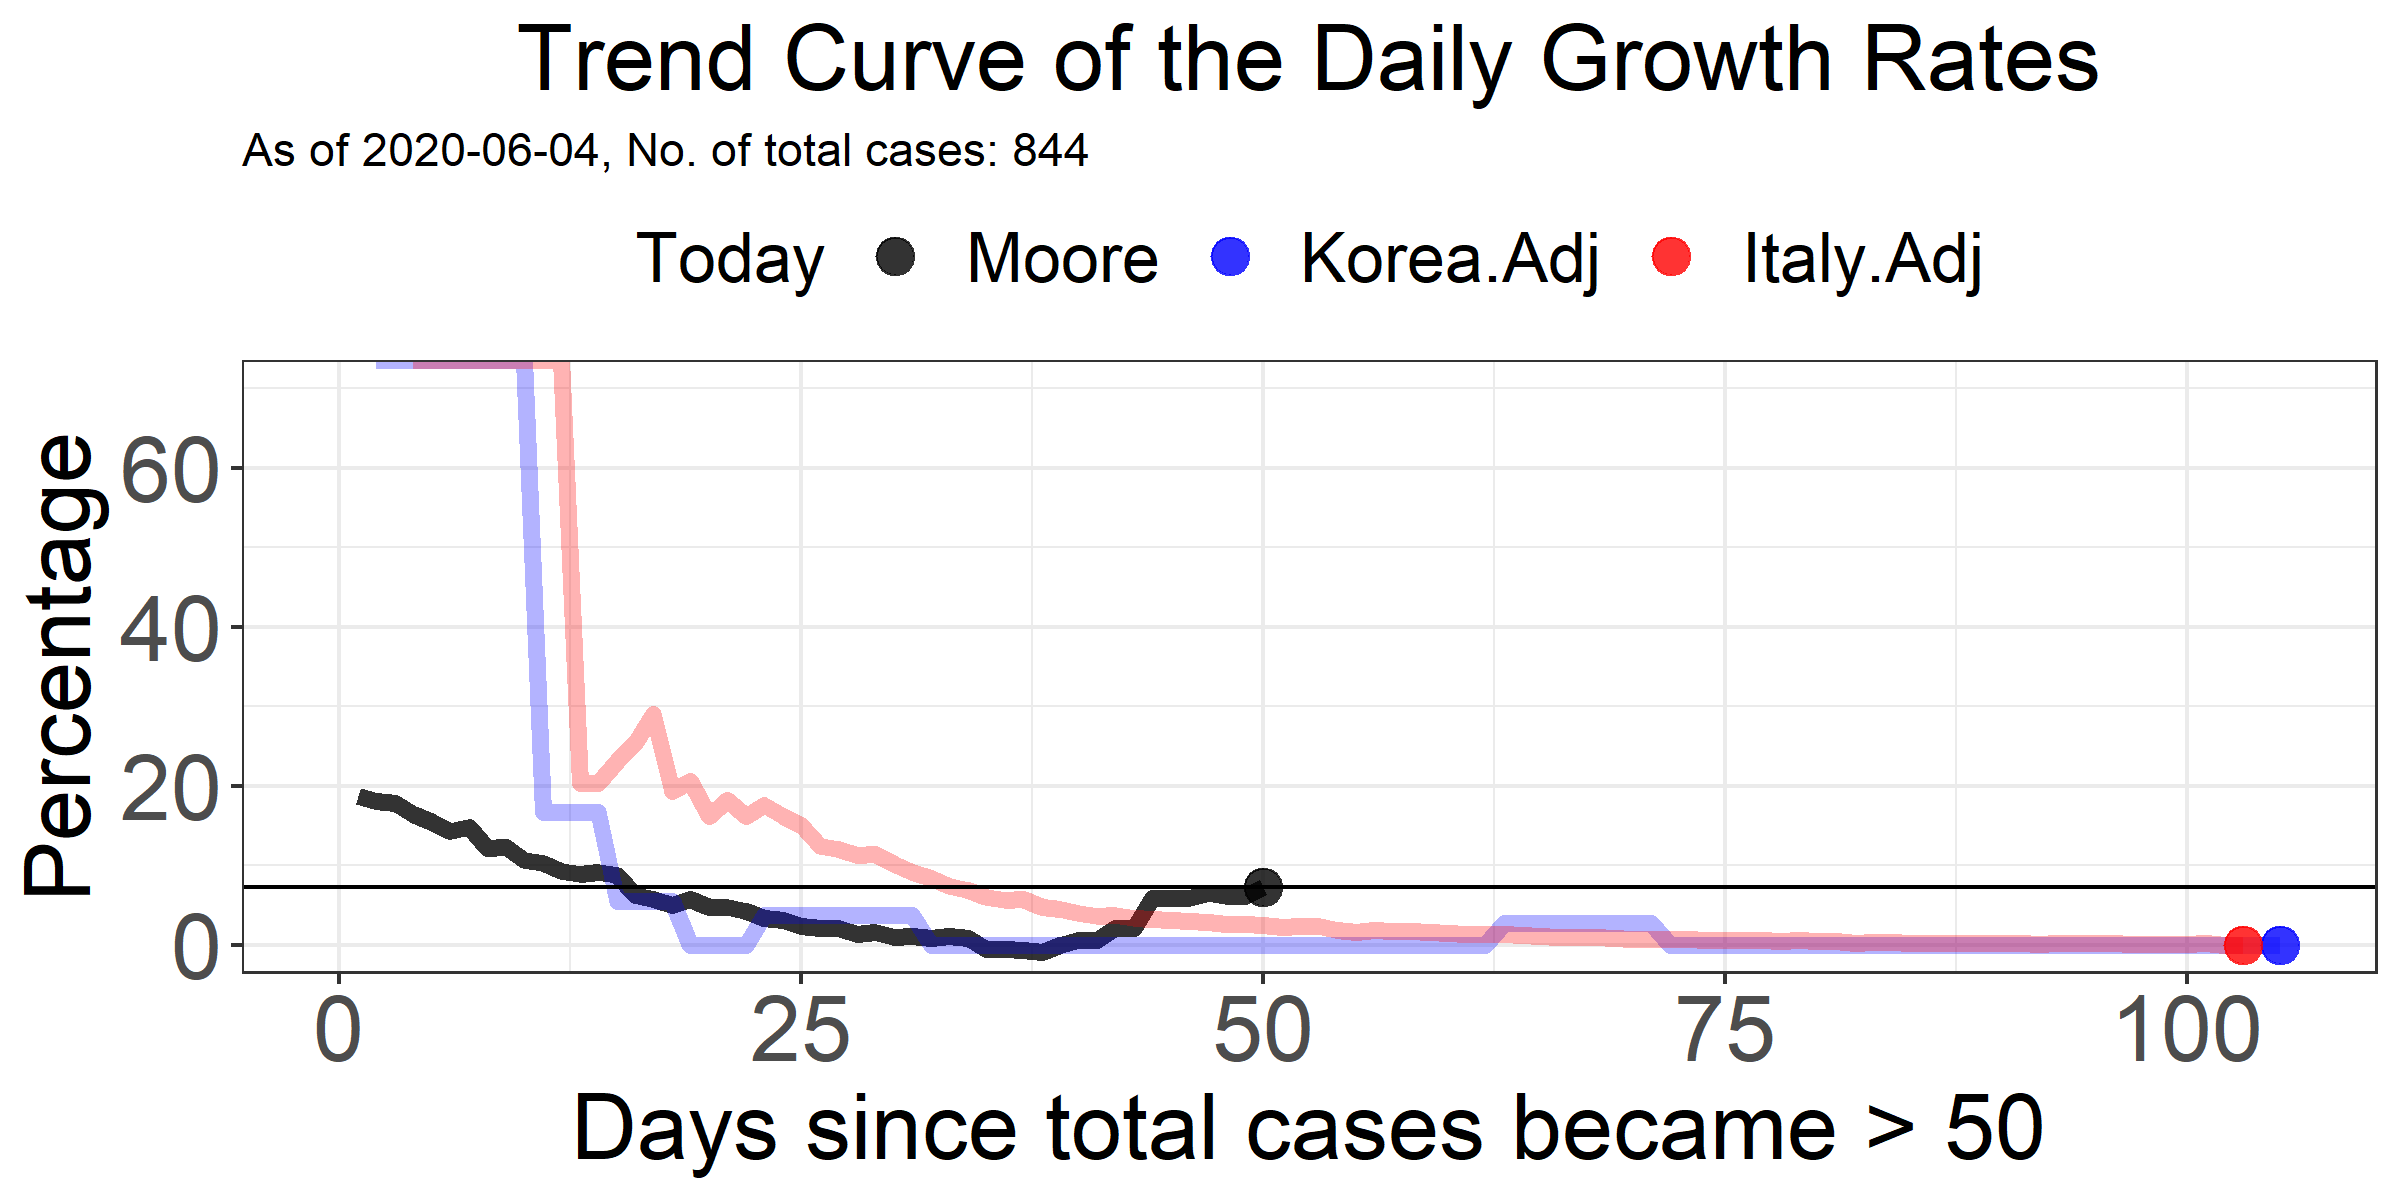 Trend Curve of the Daily Growth Rates
As of 2020-06-04, No. of total cases: 844
Today Moore Korea.Adj Italy.Adj
Percentage
60
40
20
0
0 25 50 75 100
Days since total cases became > 50